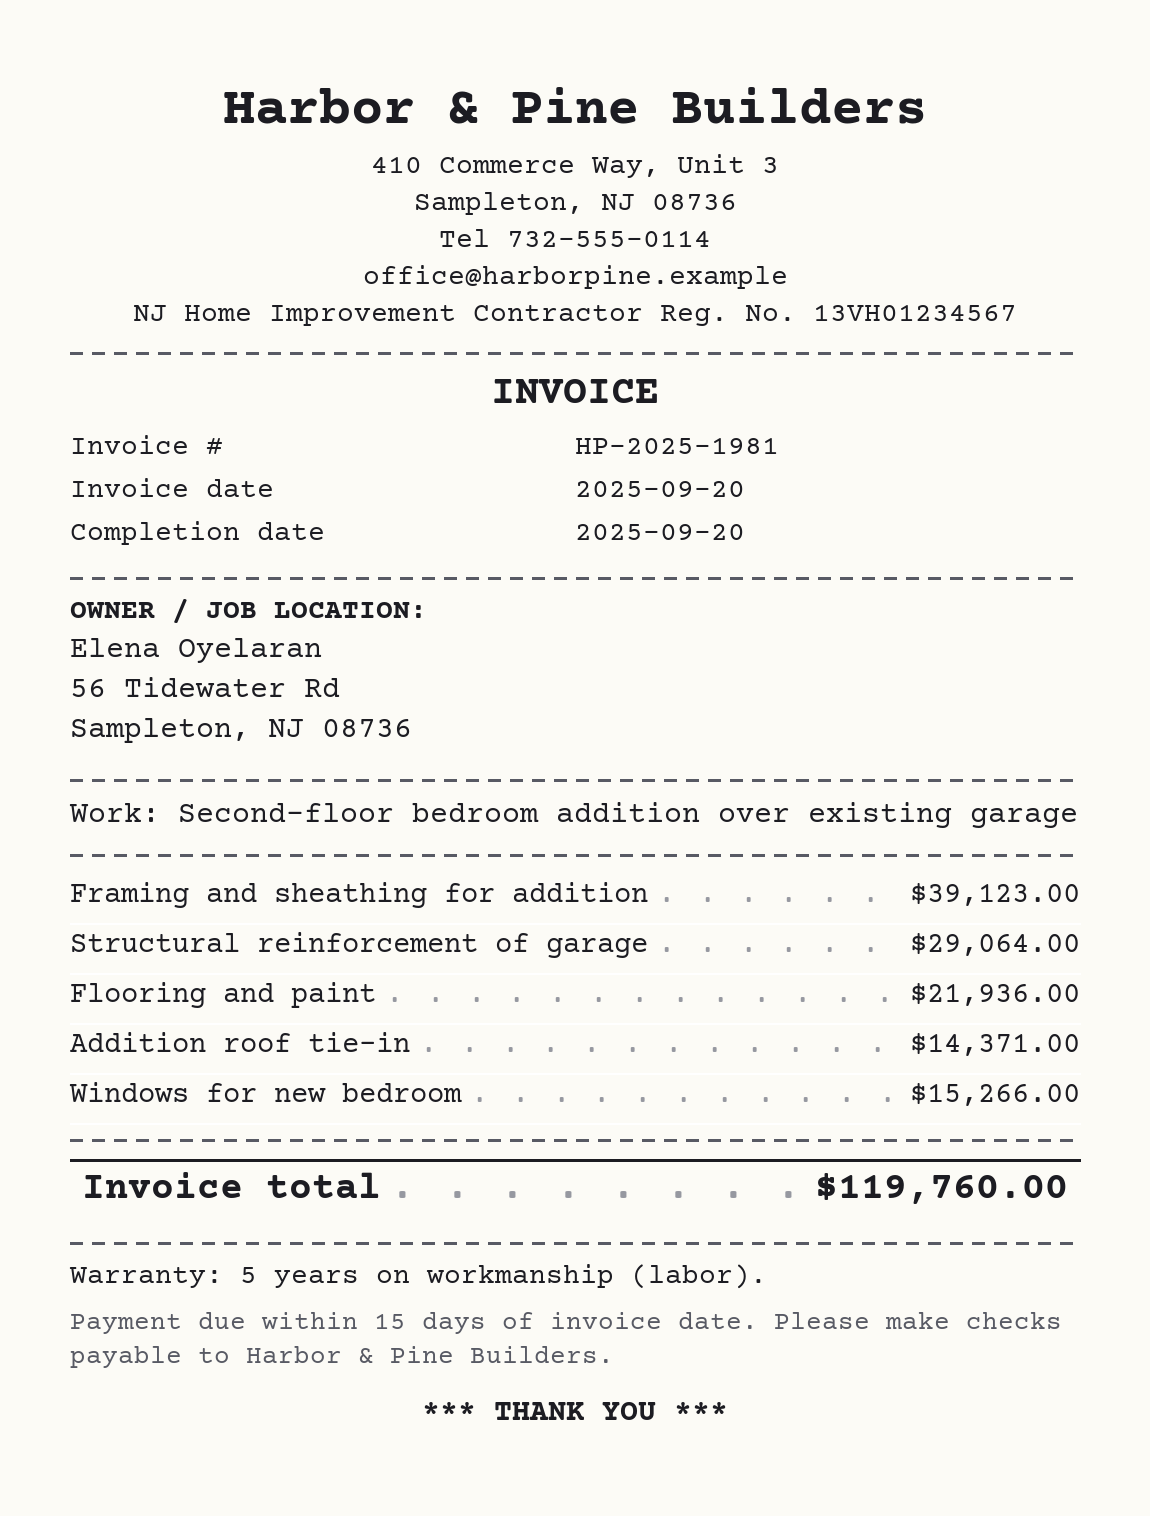 Harbor & Pine Builders
410 Commerce Way, Unit 3
Sampleton, NJ 08736
Tel 732-555-0114
office@harborpine.example
NJ Home Improvement Contractor Reg. No. 13VH01234567
INVOICE
Invoice # HP-2025-1981
Invoice date 2025-09-20
Completion date 2025-09-20
OWNER / JOB LOCATION:
Elena Oyelaran
56 Tidewater Rd
Sampleton, NJ 08736
Work: Second-floor bedroom addition over existing garage
Framing and sheathing for addition . . . . . . $39,123.00
Structural reinforcement of garage . . . . . . $29,064.00
Flooring and paint . . . . . . . . . . . . . $21,936.00
Addition roof tie-in . . . . . . . . . . . . $14,371.00
Windows for new bedroom . . . . . . . . . . . $15,266.00
Invoice total . . . . . . . . $119,760.00
Warranty: 5 years on workmanship (labor).
Payment due within 15 days of invoice date. Please make checks
payable to Harbor & Pine Builders.
*** THANK YOU ***